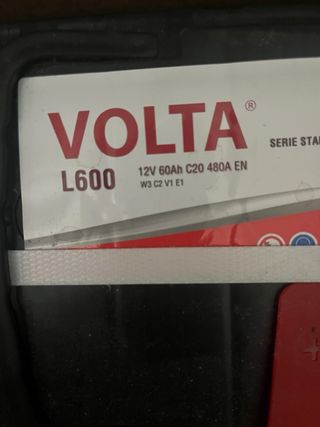 VOLTA®
L600 12V 60Ah C20 480A EN
W3 C2 V1 E1
SERIE STA
+